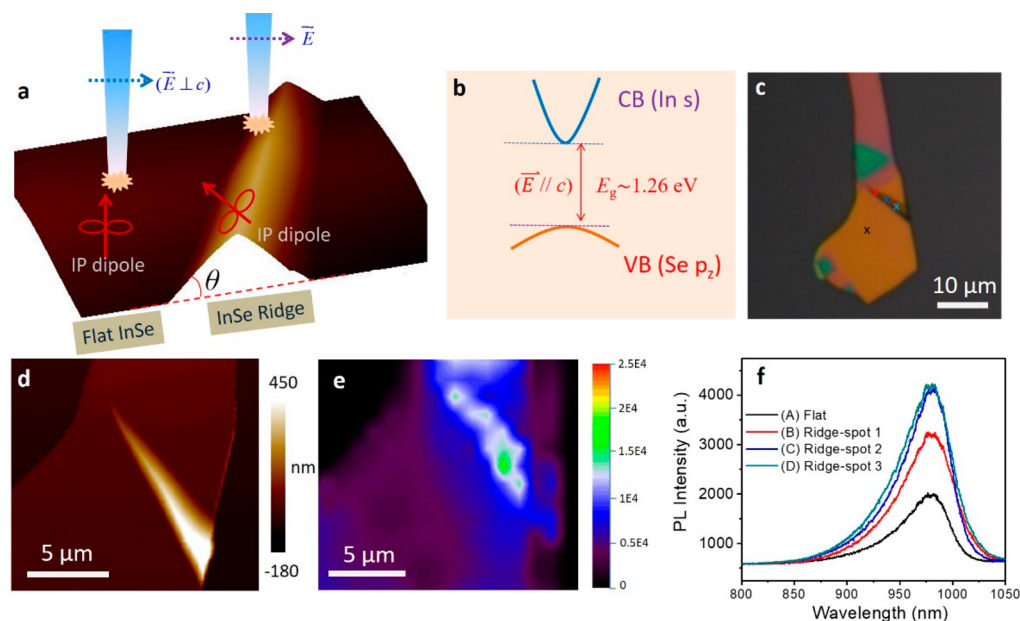 a
(E⃗ ⊥ c)
E⃗
IP dipole
IP dipole
θ
Flat InSe
InSe Ridge
b
CB (In s)
(E⃗ // c)
E_g~1.26 eV
VB (Se p_z)
c
x
10 μm
d
450
nm
-180
5 μm
e
2.5E4
2E4
1.5E4
1E4
0.5E4
0
5 μm
f
PL Intensity (a.u.)
4000
3000
2000
1000
(A) Flat
(B) Ridge-spot 1
(C) Ridge-spot 2
(D) Ridge-spot 3
800
850
900
950
1000
1050
Wavelength (nm)